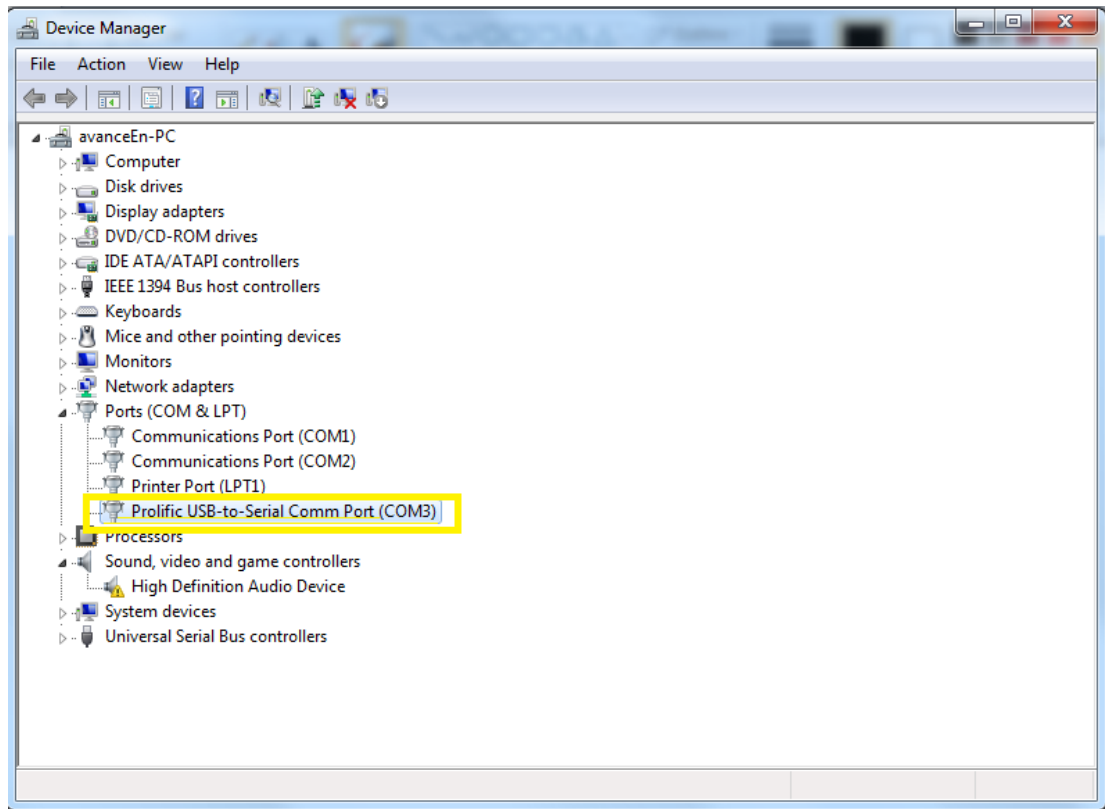 Device Manager
File Action View Help
avanceEn-PC
Computer
Disk drives
Display adapters
DVD/CD-ROM drives
IDE ATA/ATAPI controllers
IEEE 1394 Bus host controllers
Keyboards
Mice and other pointing devices
Monitors
Network adapters
Ports (COM & LPT)
Communications Port (COM1)
Communications Port (COM2)
Printer Port (LPT1)
Prolific USB-to-Serial Comm Port (COM3)
Processors
Sound, video and game controllers
High Definition Audio Device
System devices
Universal Serial Bus controllers